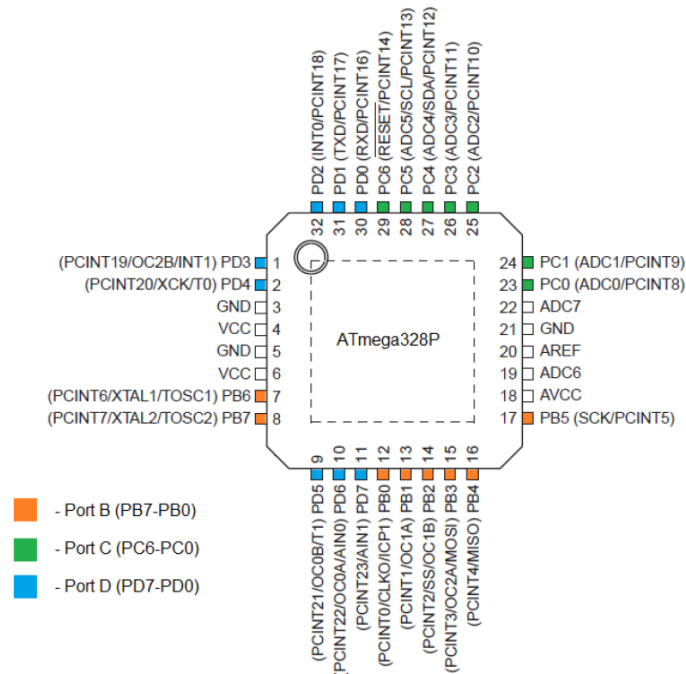 PD2 (INT0/PCINT18)
PD1 (TXD/PCINT17)
PD0 (RXD/PCINT16)
PC6 (RESET/PCINT14)
PC5 (ADC5/SCL/PCINT13)
PC4 (ADC4/SDA/PCINT12)
PC3 (ADC3/PCINT11)
PC2 (ADC2/PCINT10)
32
31
30
29
28
27
26
25
(PCINT19/OC2B/INT1) PD3 1
(PCINT20/XCK/T0) PD4 2
GND 3
VCC 4
GND 5
VCC 6
(PCINT6/XTAL1/TOSC1) PB6 7
(PCINT7/XTAL2/TOSC2) PB7 8
ATmega328P
24 PC1 (ADC1/PCINT9)
23 PC0 (ADC0/PCINT8)
22 ADC7
21 GND
20 AREF
19 ADC6
18 AVCC
17 PB5 (SCK/PCINT5)
9
10
11
12
13
14
15
16
(PCINT21/OC0B/T1) PD5
(PCINT22/OC0A/AIN0) PD6
(PCINT23/AIN1) PD7
(PCINT0/CLKO/ICP1) PB0
(PCINT1/OC1A) PB1
(PCINT2/SS/OC1B) PB2
(PCINT3/OC2A/MOSI) PB3
(PCINT4/MISO) PB4
- Port B (PB7-PB0)
- Port C (PC6-PC0)
- Port D (PD7-PD0)